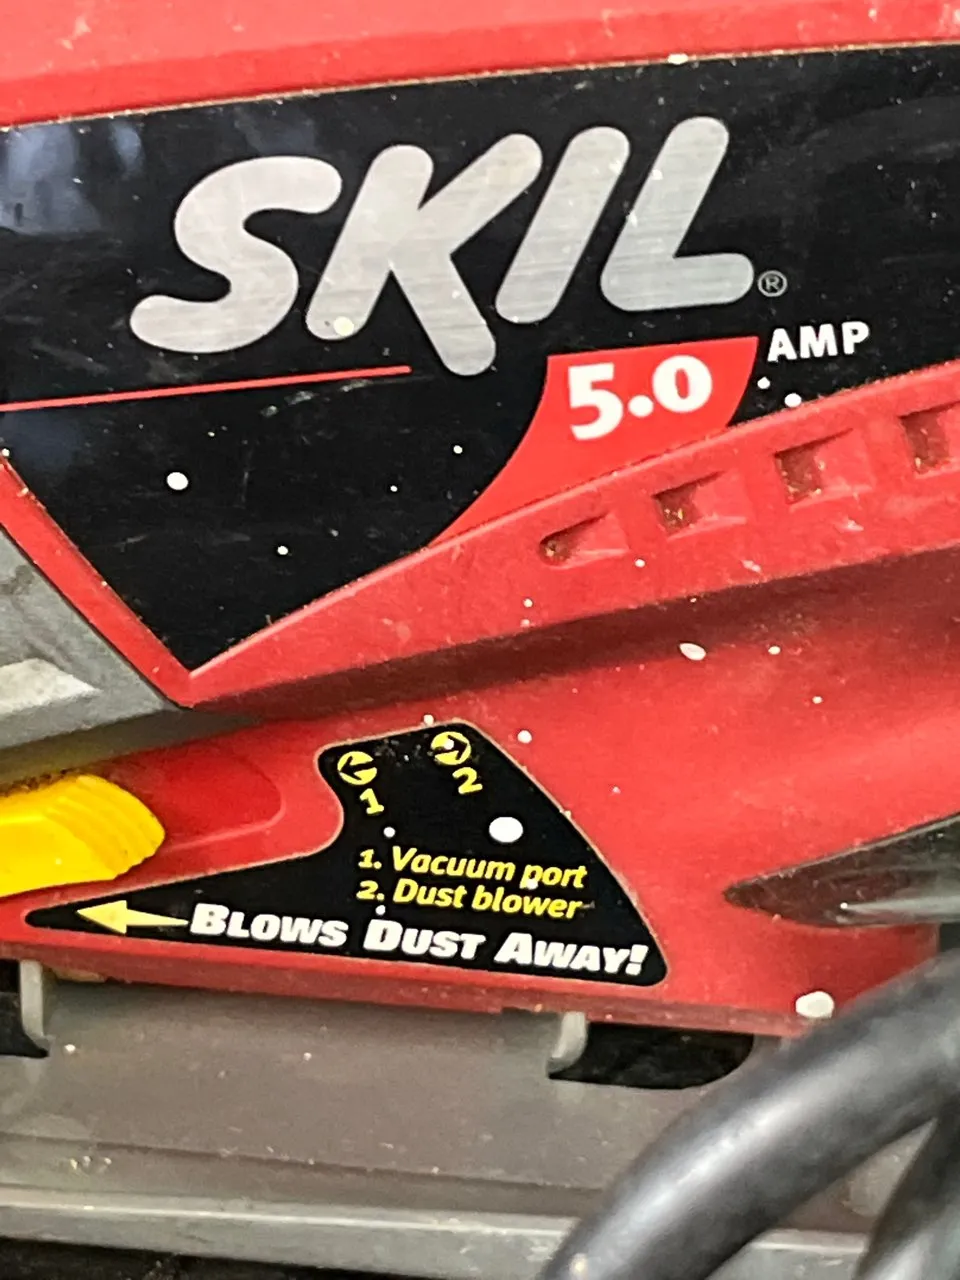 SKIL®
5.0 AMP
1 2
1. Vacuum port
2. Dust blower
BLOWS DUST AWAY!